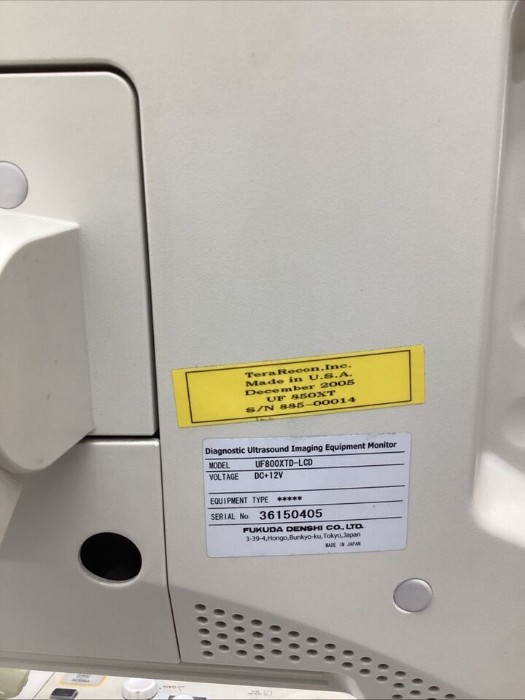 TeraRecon,Inc.
Made in U.S.A.
December 2005
UF 850XT
S/N 885-00014
Diagnostic Ultrasound Imaging Equipment Monitor
MODEL UF800XTD-LCD
VOLTAGE DC+12V
EQUIPMENT TYPE *****
SERIAL No 36150405
FUKUDA DENSHI CO., LTD.
3-39-4,Hongo,Bunkyo-ku,Tokyo,Japan
MADE IN JAPAN